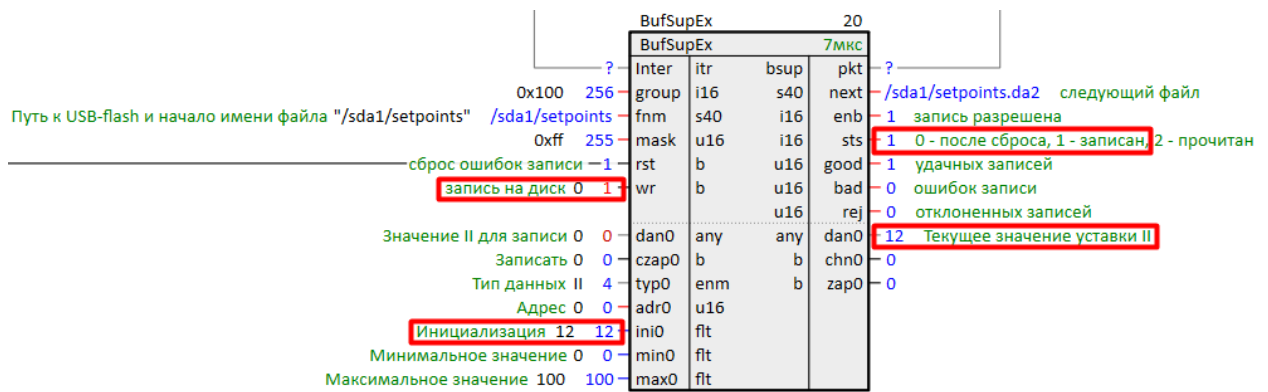 BufSupEx 20
BufSupEx 7мкс
? Inter itr bsup pkt ?
0x100 256 group i16 s40 next /sda1/setpoints.da2 следующий файл
Путь к USB-flash и начало имени файла "/sda1/setpoints" /sda1/setpoints fnm s40 i16 enb 1 запись разрешена
0xff 255 mask u16 i16 sts 1 0 - после сброса, 1 - записан, 2 - прочитан
сброс ошибок записи 1 rst b u16 good 1 удачных записей
запись на диск 0 1 wr b u16 bad 0 ошибок записи
u16 rej 0 отклоненных записей
Значение II для записи 0 0 dan0 any any dan0 12 Текущее значение уставки II
Записать 0 0 czap0 b b chn0 0
Тип данных II 4 typ0 enm b zap0 0
Адрес 0 0 adr0 u16
Инициализация 12 12 ini0 flt
Минимальное значение 0 0 min0 flt
Максимальное значение 100 100 max0 flt